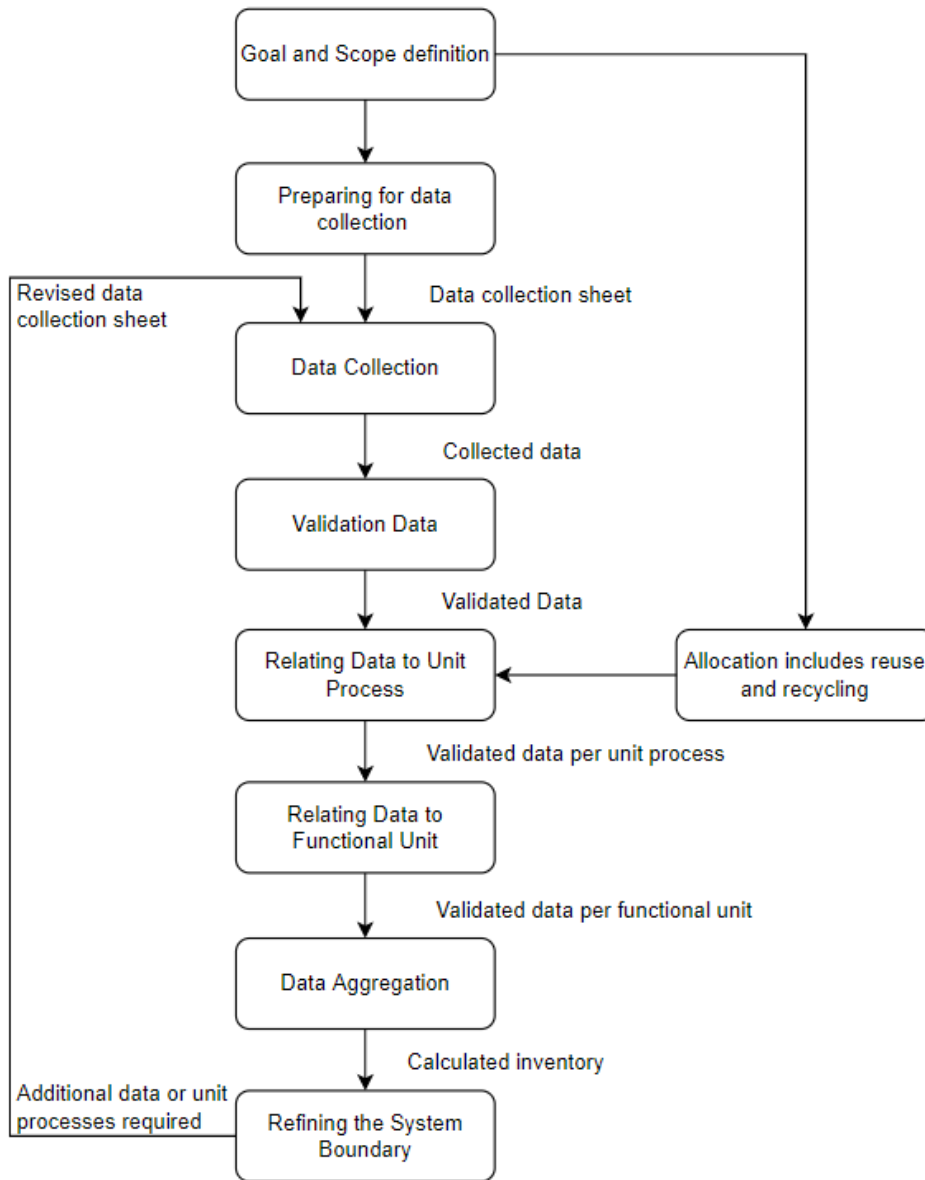 Goal and Scope definition
Preparing for data
collection
Revised data
collection sheet
Data collection sheet
Data Collection
Collected data
Validation Data
Validated Data
Relating Data to Unit
Process
Allocation includes reuse
and recycling
Validated data per unit process
Relating Data to
Functional Unit
Validated data per functional unit
Data Aggregation
Calculated inventory
Additional data or unit
processes required
Refining the System
Boundary